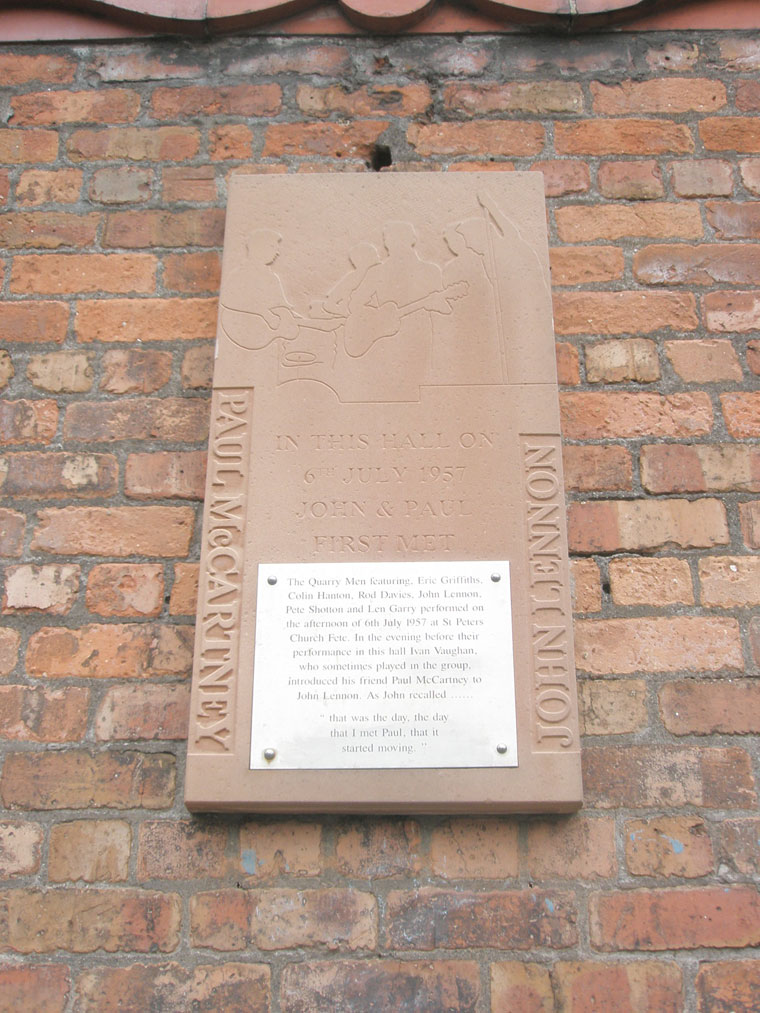 PAUL McCARTNEY
IN THIS HALL ON
6TH JULY 1957
JOHN & PAUL
FIRST MET
JOHN LENNON
The Quarry Men featuring, Eric Griffiths,
Colin Hanton, Rod Davies, John Lennon,
Pete Shotton and Len Garry performed on
the afternoon of 6th July 1957 at St Peters
Church Fete. In the evening before their
performance in this hall Ivan Vaughan,
who sometimes played in the group,
introduced his friend Paul McCartney to
John Lennon. As John recalled ......
" that was the day, the day
that I met Paul, that it
started moving. "